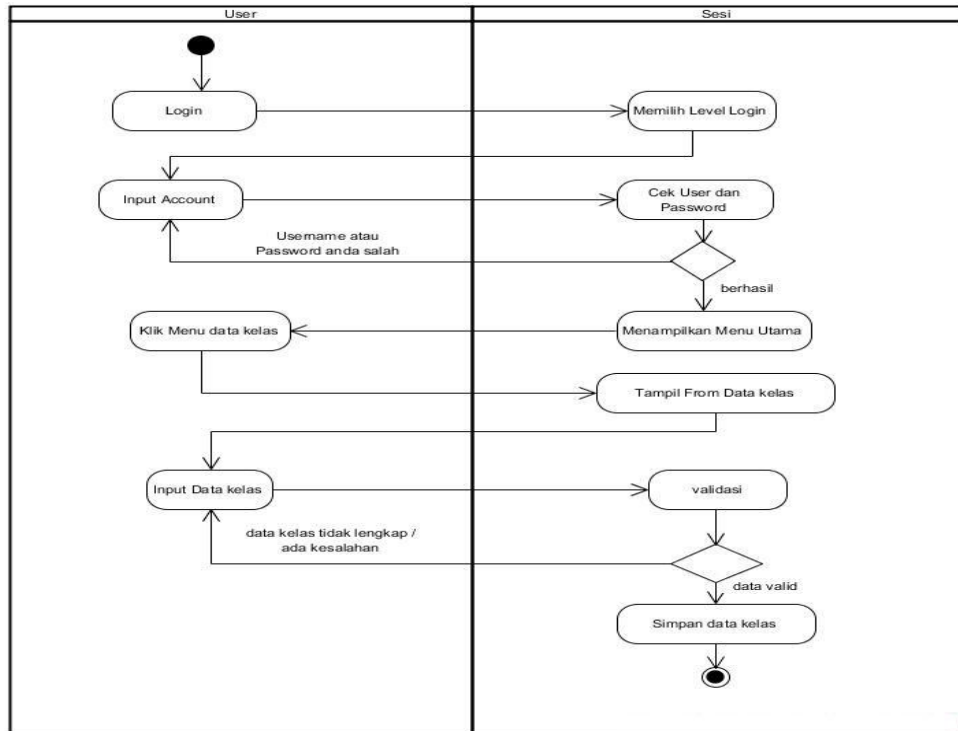 User
Sesi
Login
Memilih Level Login
Input Account
Cek User dan
Password
Username atau
Password anda salah
berhasil
Klik Menu data kelas
Menampilkan Menu Utama
Tampil From Data kelas
Input Data kelas
validasi
data kelas tidak lengkap /
ada kesalahan
data valid
Simpan data kelas